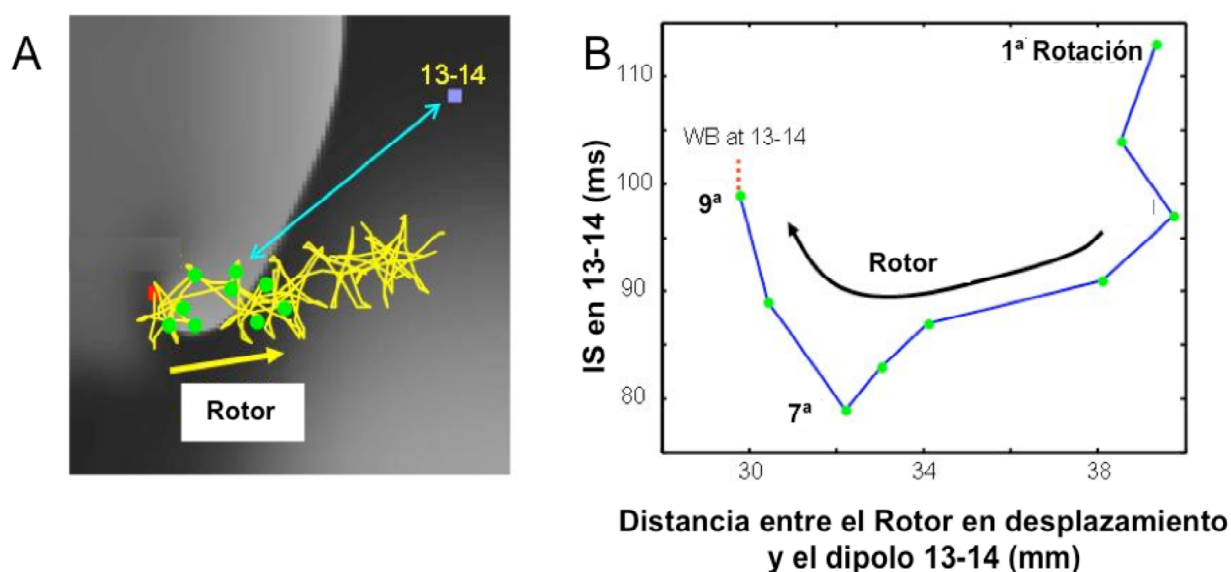 A
13-14
Rotor
B
IS en 13-14 (ms)
110
100
90
80
1ª Rotación
WB at 13-14
9ª
Rotor
7ª
30
34
38
Distancia entre el Rotor en desplazamiento
y el dipolo 13-14 (mm)